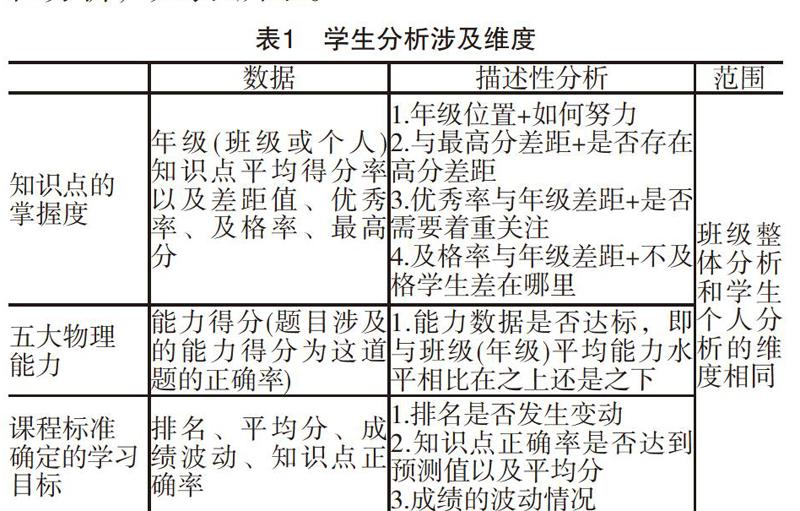 表1 学生分析涉及维度
数据
描述性分析
范围
知识点的
掌握度
年级(班级或个人)
知识点平均得分率
以及差距值、优秀
率、及格率、最高
分
1.年级位置+如何努力
2.与最高分差距+是否存在
高分差距
3.优秀率与年级差距+是否
需要着重关注
4.及格率与年级差距+不及
格学生差在哪里
班级整
体分析
和学生
个人分
析的维
度相同
五大物理
能力
能力得分(题目涉及
的能力得分为这道
题的正确率)
1.能力数据是否达标，即
与班级(年级)平均能力水
平相比在之上还是之下
课程标准
确定的学习
目标
排名、平均分、成
绩波动、知识点正
确率
1.排名是否发生变动
2.知识点正确率是否达到
预测值以及平均分
3.成绩的波动情况